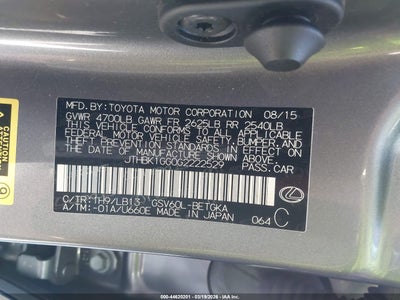 MFD. BY: TOYOTA MOTOR CORPORATION 08/15
GVWR 4700LB GAWR FR 2625LB RR 2540LB
THIS VEHICLE CONFORMS TO ALL APPLICABLE
FEDERAL MOTOR VEHICLE SAFETY, BUMPER, AND
THEFT PREVENTION STANDARDS IN EFFECT ON
THE DATE OF MANUFACTURE SHOWN ABOVE.
JTHBK1GG0G2222529 PASS.CAR
C/TR: 1H9/LB13 GSV60L-BETGKA
A/TM: -01A/U660E MADE IN JAPAN 064 C
000-44620201 - 03/19/2026 - IAAI.COM